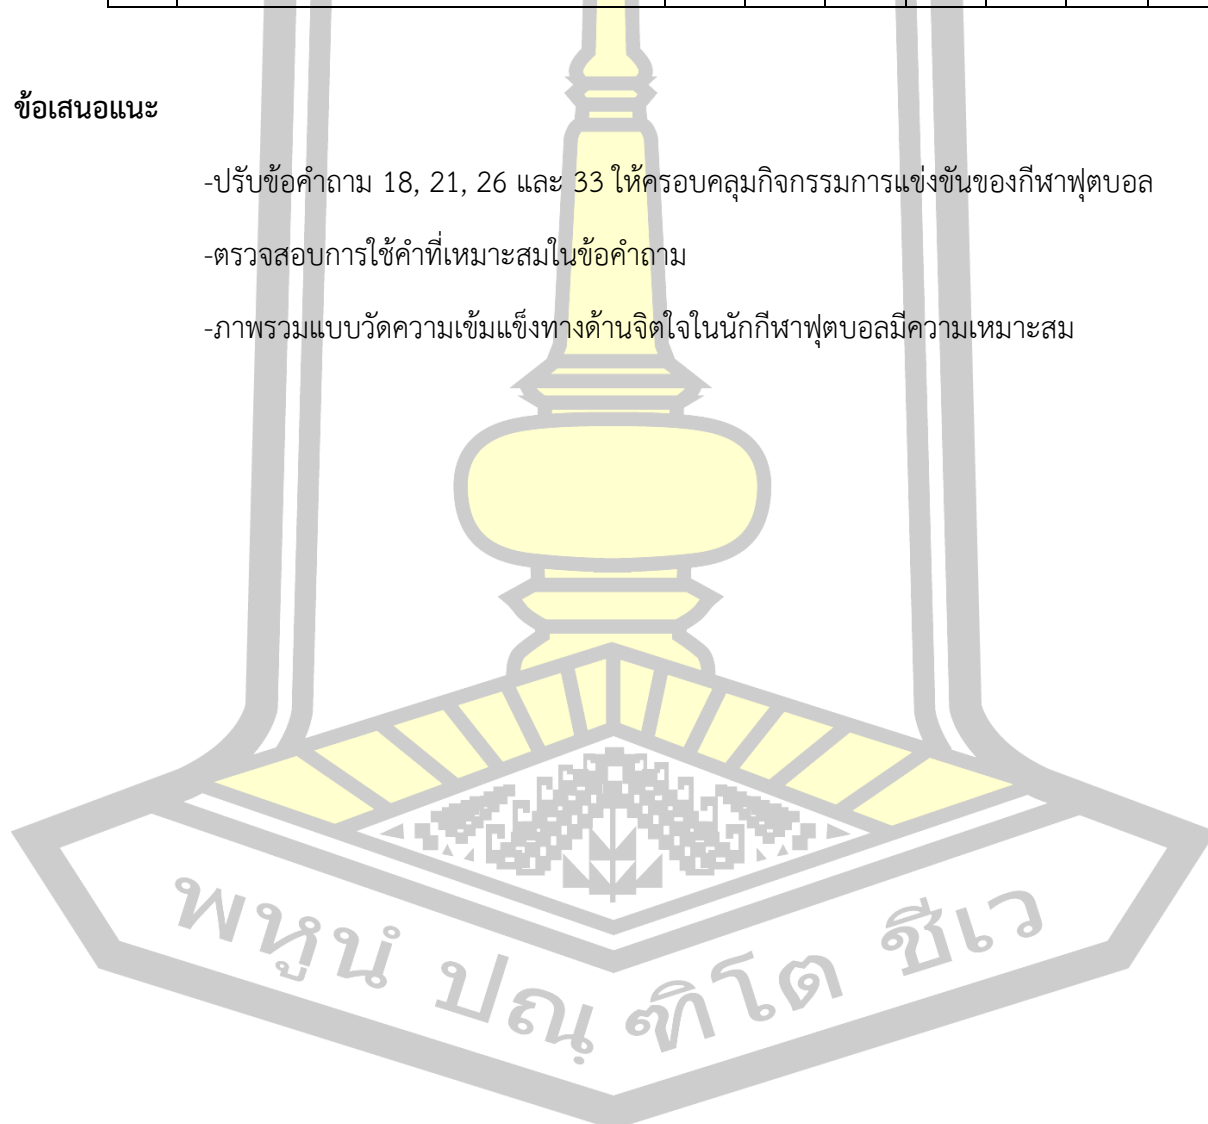 ข้อเสนอแนะ
-ปรับข้อคำถาม 18, 21, 26 และ 33 ให้ครอบคลุมกิจกรรมการแข่งขันของกีฬาฟุตบอล
-ตรวจสอบการใช้คำที่เหมาะสมในข้อคำถาม
-ภาพรวมแบบวัดความเข้มแข็งทางด้านจิตใจในนักกีฬาฟุตบอลมีความเหมาะสม
พหูนํ ปณฺฑิโต ชีเว